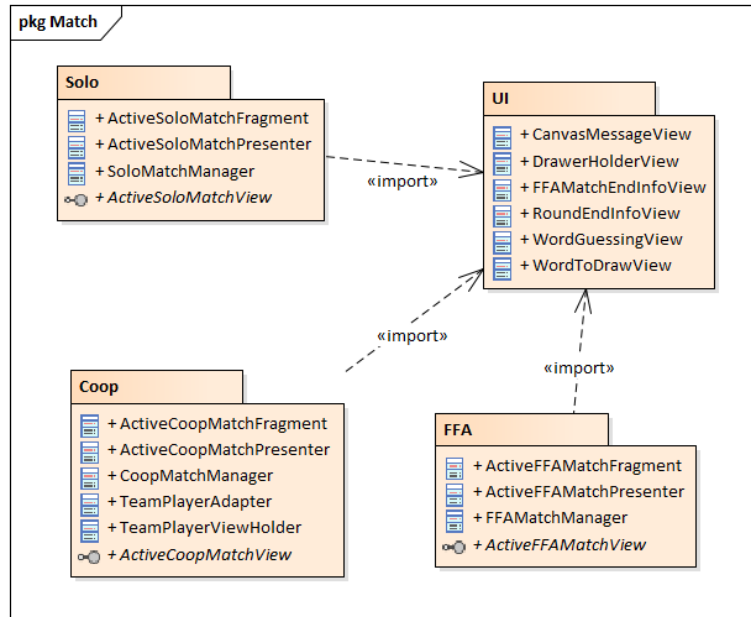 pkg Match
Solo
+ ActiveSoloMatchFragment
+ ActiveSoloMatchPresenter
+ SoloMatchManager
+ ActiveSoloMatchView
«import»
UI
+ CanvasMessageView
+ DrawerHolderView
+ FFAMatchEndInfoView
+ RoundEndInfoView
+ WordGuessingView
+ WordToDrawView
«import»
«import»
Coop
+ ActiveCoopMatchFragment
+ ActiveCoopMatchPresenter
+ CoopMatchManager
+ TeamPlayerAdapter
+ TeamPlayerViewHolder
+ ActiveCoopMatchView
FFA
+ ActiveFFAMatchFragment
+ ActiveFFAMatchPresenter
+ FFAMatchManager
+ ActiveFFAMatchView